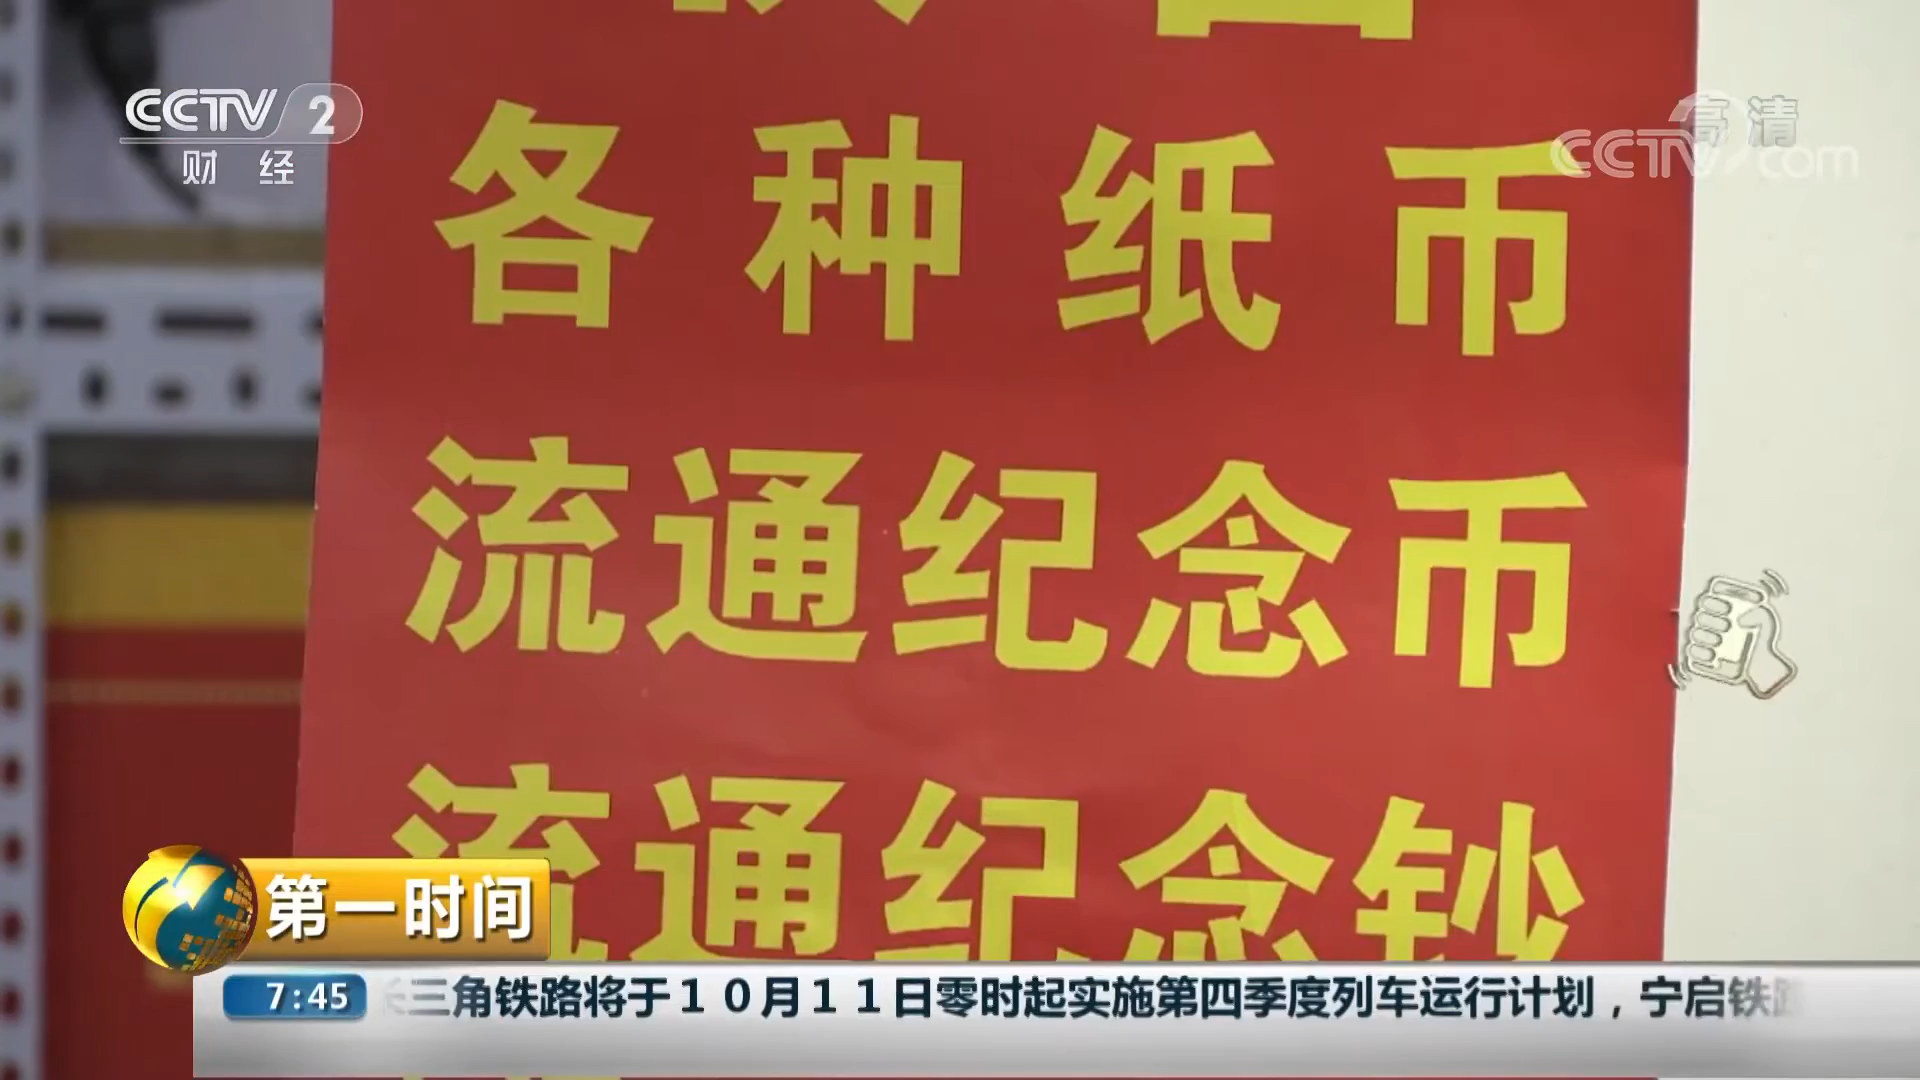 CCTV 2
财 经
高清
CCTV.com
各种纸币
流通纪念币
流通纪念钞
第一时间
7:45
长三角铁路将于10月11日零时起实施第四季度列车运行计划，宁启铁路